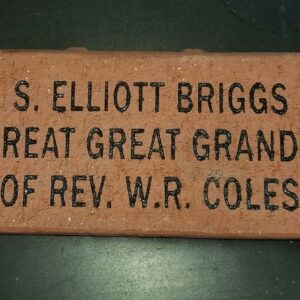 S. ELLIOTT BRIGGS
REAT GREAT GRAND
OF REV. W.R. COLES